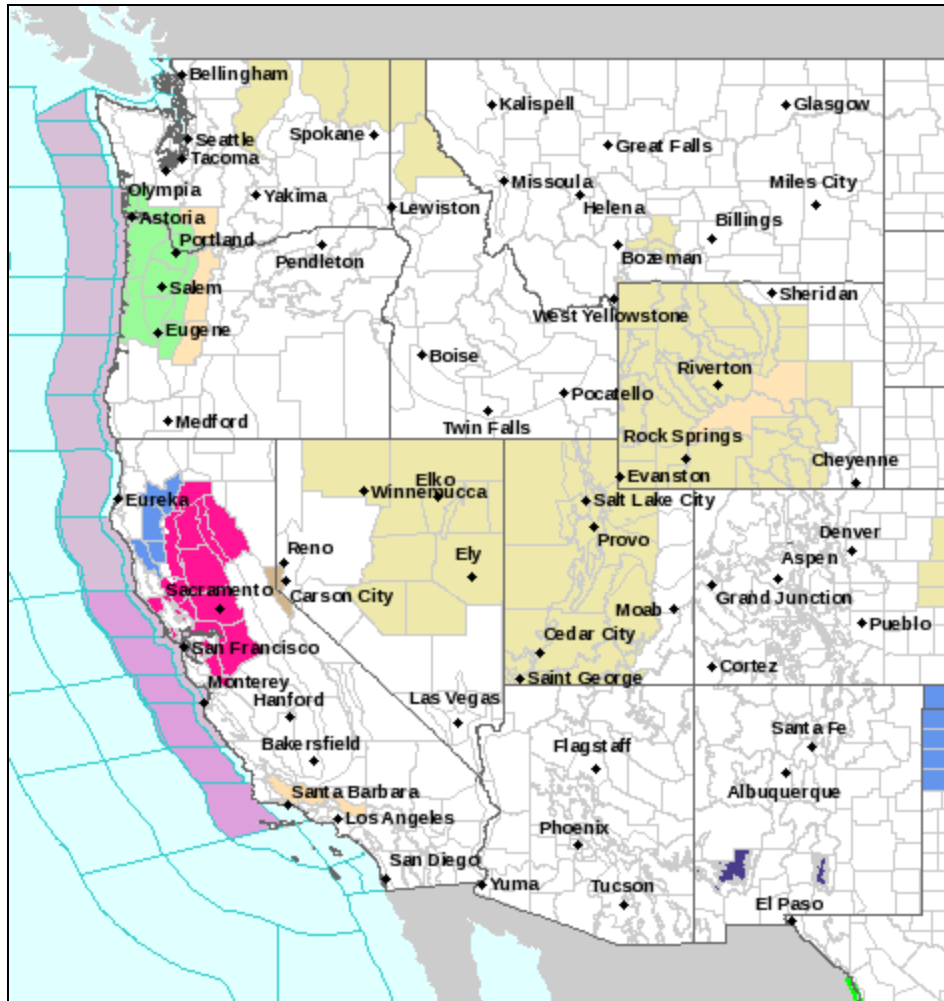 Bellingham
Kalispell
Glasgow
Seattle
Spokane
Great Falls
Tacoma
Olympia
Yakima
Missoula
Helena
Miles City
Lewiston
Astoria
Billings
Portland
Pendleton
Bozeman
Salem
Sheridan
West Yellowstone
Eugene
Boise
Riverton
Pocatello
Medford
Twin Falls
Rock Springs
Cheyenne
Elko
Evanston
Eureka
Winnemucca
Salt Lake City
Reno
Provo
Denver
Ely
Aspen
Sacramento
Carson City
Grand Junction
Moab
Pueblo
Cedar City
San Francisco
Cortez
Saint George
Monterey
Hanford
Las Vegas
Santa Fe
Bakersfield
Flagstaff
Albuquerque
Santa Barbara
Los Angeles
Phoenix
San Diego
Yuma
Tucson
El Paso